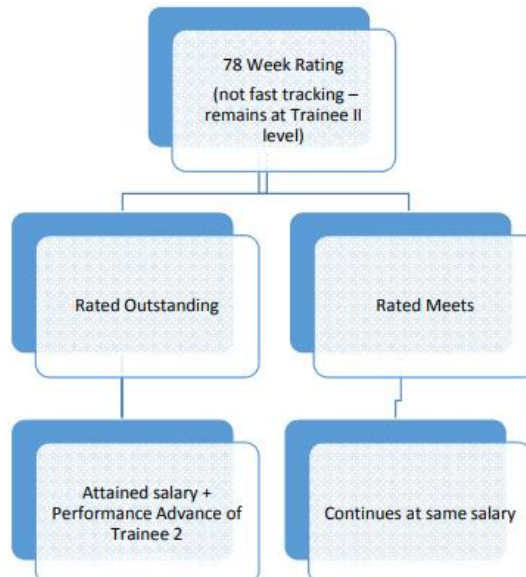 78 Week Rating
(not fast tracking –
remains at Trainee II
level)
Rated Outstanding
Rated Meets
Attained salary +
Performance Advance of
Trainee 2
Continues at same salary